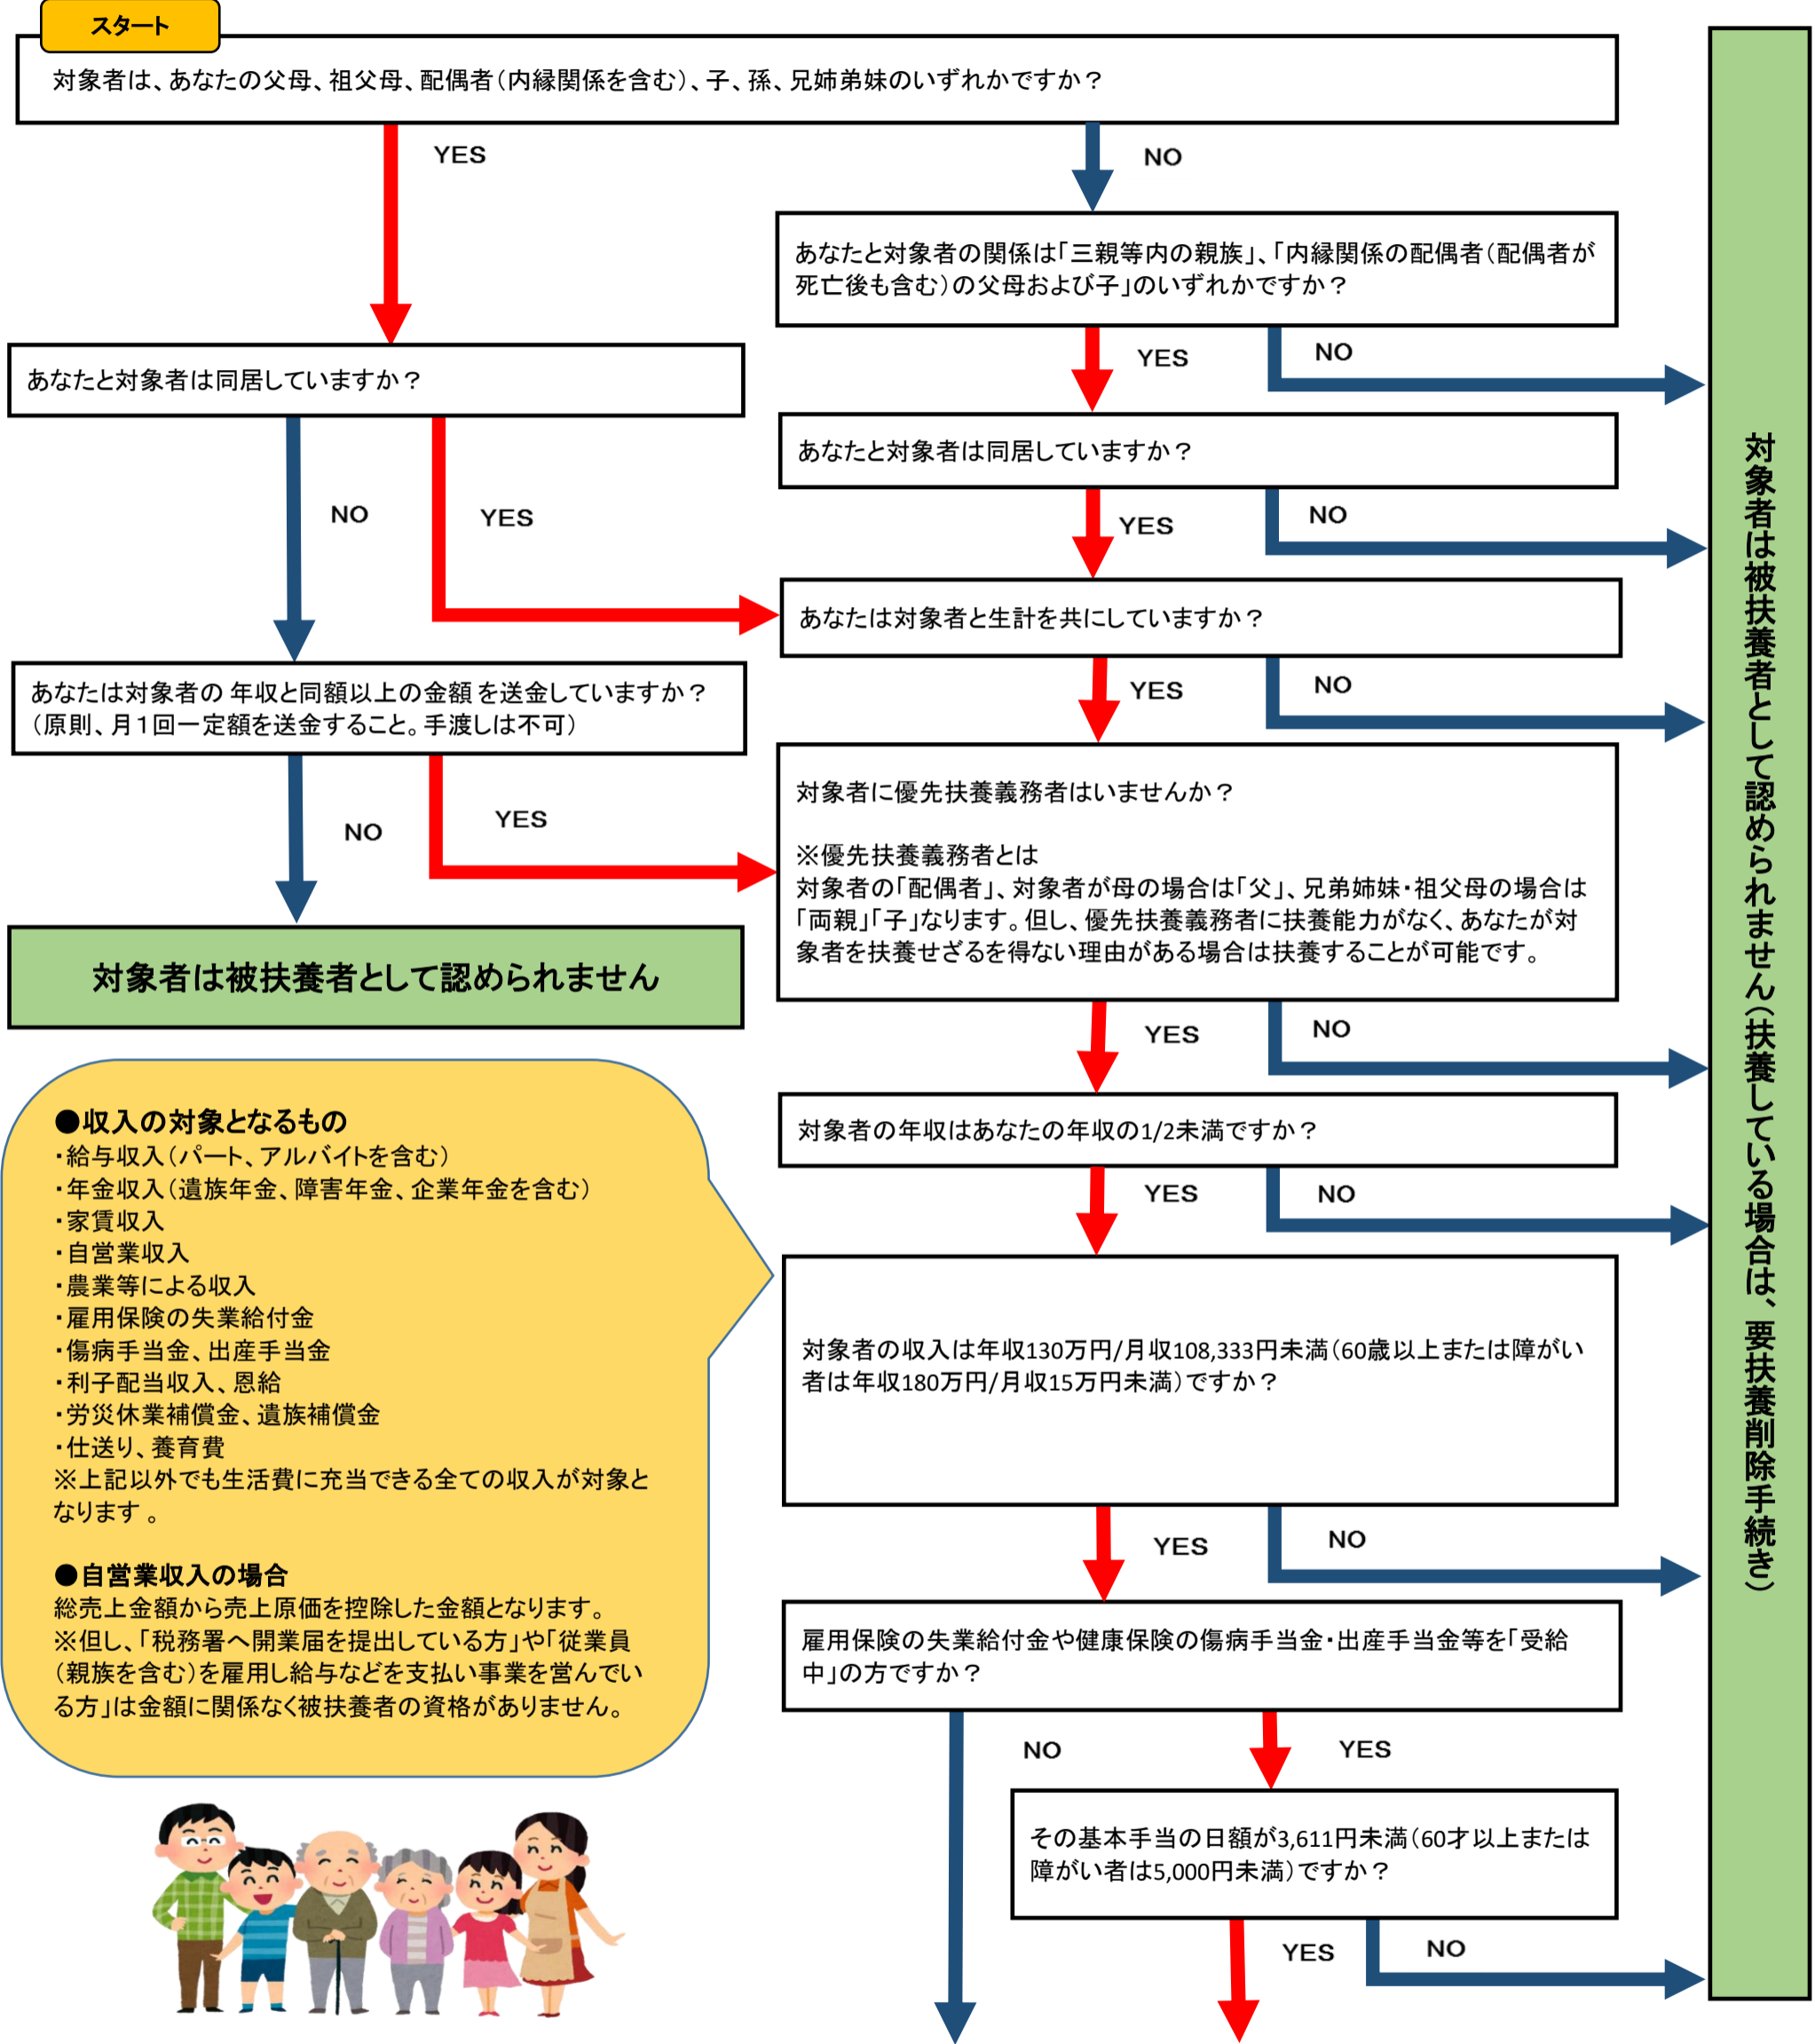 スタート
対象者は、あなたの父母、祖父母、配偶者(内縁関係を含む)、子、孫、兄姉弟妹のいずれかですか?
YES
NO
あなたと対象者の関係は「三親等内の親族」、「内縁関係の配偶者(配偶者が
死亡後も含む)の父母および子」のいずれかですか?
YES
NO
あなたと対象者は同居していますか?
あなたと対象者は同居していますか?
NO
YES
YES
NO
あなたは対象者と生計を共にしていますか?
YES
NO
あなたは対象者の 年収と同額以上の金額 を送金していますか?
(原則、月1回一定額を送金すること。手渡しは不可)
NO
YES
対象者に優先扶養義務者はいませんか?
※優先扶養義務者とは
対象者の「配偶者」、対象者が母の場合は「父」、兄弟姉妹・祖父母の場合は
「両親」「子」なります。但し、優先扶養義務者に扶養能力がなく、あなたが対
象者を扶養せざるを得ない理由がある場合は扶養することが可能です。
対象者は被扶養者として認められません
YES
NO
対象者の年収はあなたの年収の1/2未満ですか?
YES
NO
●収入の対象となるもの
・給与収入(パート、アルバイトを含む)
・年金収入(遺族年金、障害年金、企業年金を含む)
・家賃収入
・自営業収入
・農業等による収入
・雇用保険の失業給付金
・傷病手当金、出産手当金
・利子配当収入、恩給
・労災休業補償金、遺族補償金
・仕送り、養育費
※上記以外でも生活費に充当できる全ての収入が対象と
なります 。
●自営業収入の場合
総売上金額から売上原価を控除した金額となります。
※但し、「税務署へ開業届を提出している方」や「従業員
(親族を含む)を雇用し給与などを支払い事業を営んでい
る方」は金額に関係なく被扶養者の資格がありません。
対象者の収入は年収130万円/月収108,333円未満(60歳以上または障がい
者は年収180万円/月収15万円未満)ですか?
YES
NO
雇用保険の失業給付金や健康保険の傷病手当金・出産手当金等を「受給
中」の方ですか?
NO
YES
その基本手当の日額が3,611円未満(60才以上または
障がい者は5,000円未満)ですか?
YES
NO
対象者は被扶養者として認められません(扶養している場合は、要扶養削除手続き)